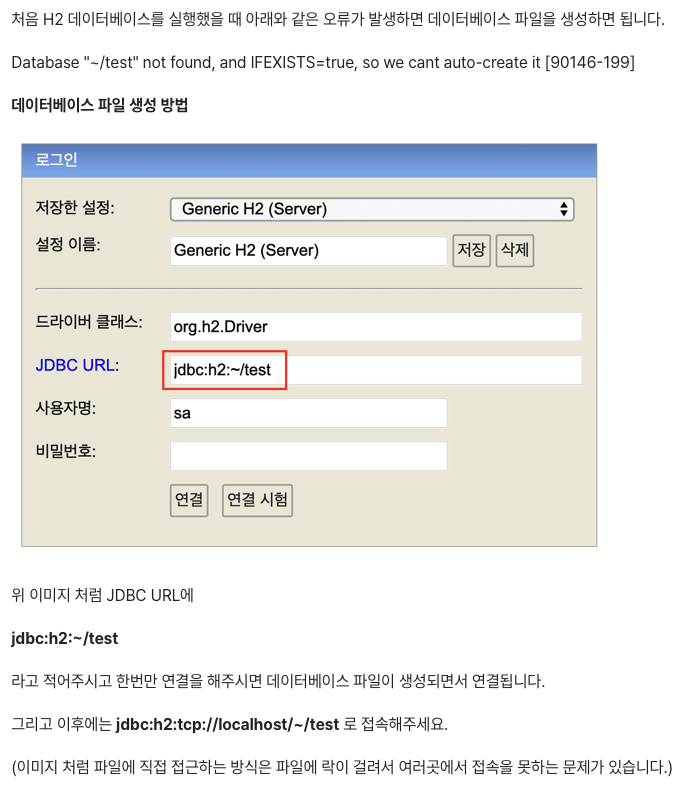 처음 H2 데이터베이스를 실행했을 때 아래와 같은 오류가 발생하면 데이터베이스 파일을 생성하면 됩니다.
Database "~/test" not found, and IFEXISTS=true, so we cant auto-create it [90146-199]
데이터베이스 파일 생성 방법
로그인
저장한 설정: Generic H2 (Server)
설정 이름: Generic H2 (Server) 저장 삭제
드라이버 클래스: org.h2.Driver
JDBC URL: jdbc:h2:~/test
사용자명: sa
비밀번호:
연결 연결 시험
위 이미지 처럼 JDBC URL에
jdbc:h2:~/test
라고 적어주시고 한번만 연결을 해주시면 데이터베이스 파일이 생성되면서 연결됩니다.
그리고 이후에는 jdbc:h2:tcp://localhost/~/test 로 접속해주세요.
(이미지 처럼 파일에 직접 접근하는 방식은 파일에 락이 걸려서 여러곳에서 접속을 못하는 문제가 있습니다.)